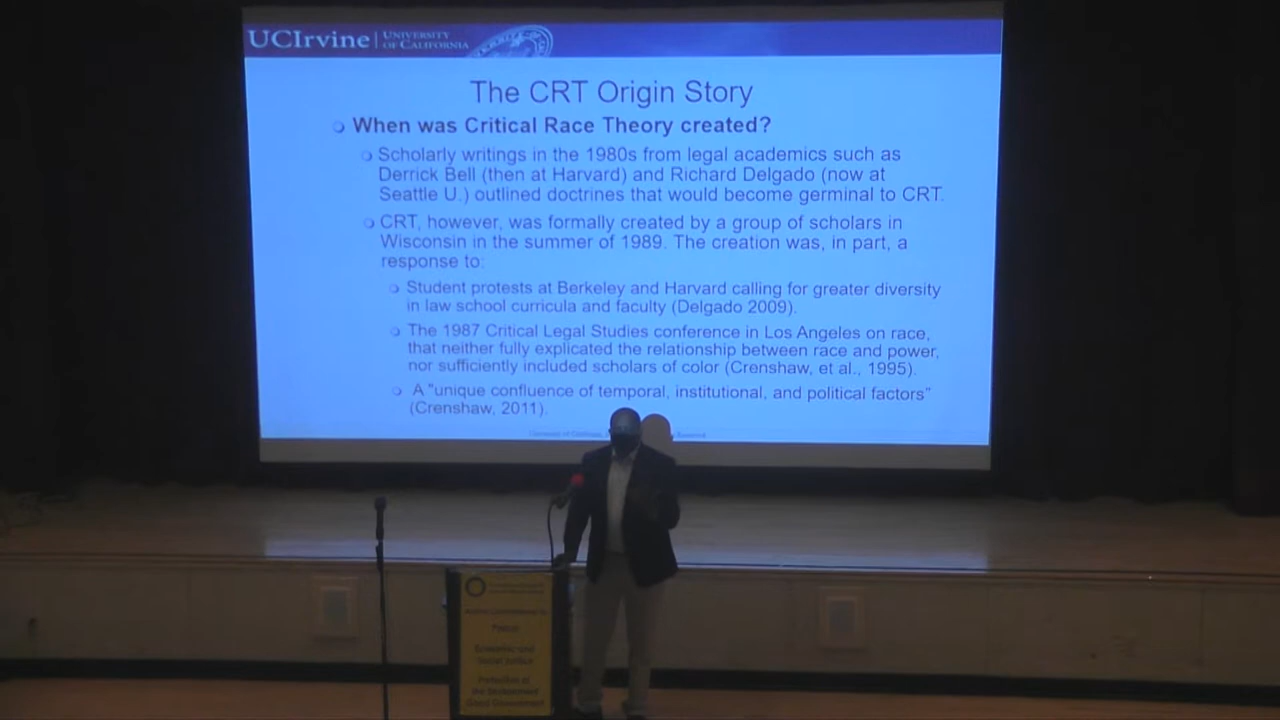 UCIrvine | UNIVERSITY OF CALIFORNIA
The CRT Origin Story
When was Critical Race Theory created?
Scholarly writings in the 1980s from legal academics such as
Derrick Bell (then at Harvard) and Richard Delgado (now at
Seattle U.) outlined doctrines that would become germinal to CRT.
CRT, however, was formally created by a group of scholars in
Wisconsin in the summer of 1989. The creation was, in part, a
response to:
Student protests at Berkeley and Harvard calling for greater diversity
in law school curricula and faculty (Delgado 2009).
The 1987 Critical Legal Studies conference in Los Angeles on race,
that neither fully explicated the relationship between race and power,
nor sufficiently included scholars of color (Crenshaw, et al., 1995).
A "unique confluence of temporal, institutional, and political factors"
(Crenshaw, 2011).
Economic and
Social Justice
Protection of
the Environment
Good Government